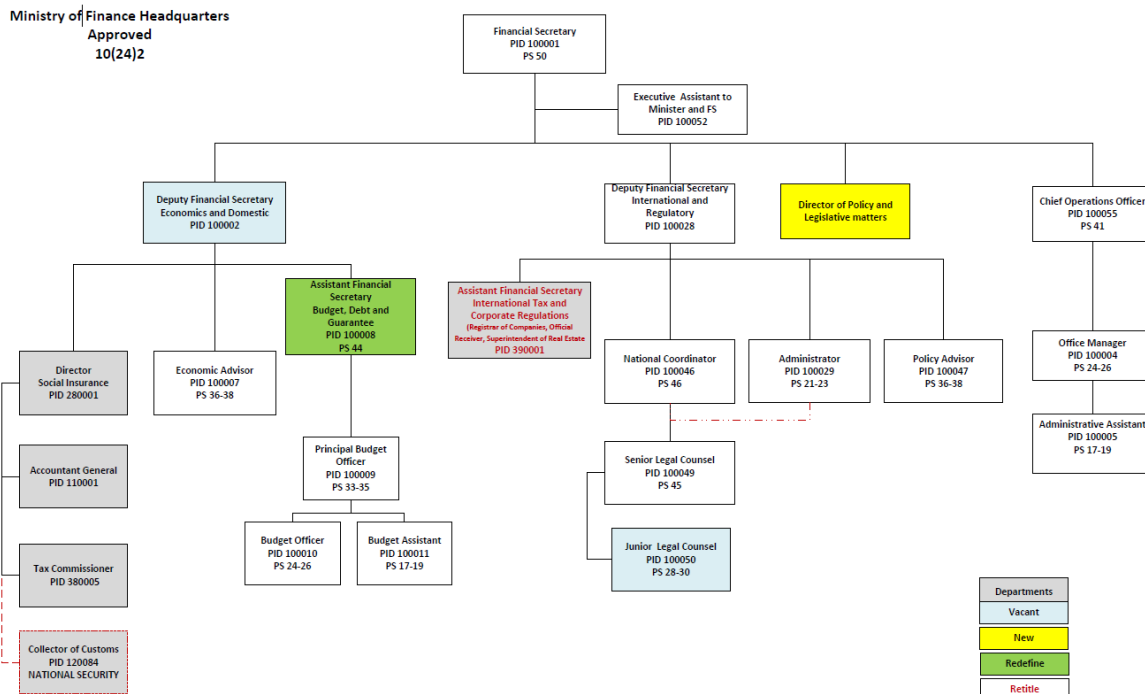 Ministry of Finance Headquarters
Approved
10(24)2
Financial Secretary
PID 100001
PS 50
Executive Assistant to
Minister and FS
PID 100052
Deputy Financial Secretary
Economics and Domestic
PID 100002
Deputy Financial Secretary
International and
Regulatory
PID 100028
Director of Policy and
Legislative matters
Chief Operations Officer
PID 100055
PS 41
Assistant Financial
Secretary
Budget, Debt and
Guarantee
PID 100008
PS 44
Assistant Financial Secretary
International Tax and
Corporate Regulations
(Registrar of Companies, Official
Receiver, Superintendent of Real Estate
PID 390001
Director
Social Insurance
PID 280001
Economic Advisor
PID 100007
PS 36-38
National Coordinator
PID 100046
PS 46
Administrator
PID 100029
PS 21-23
Policy Advisor
PID 100047
PS 36-38
Office Manager
PID 100004
PS 24-26
Accountant General
PID 110001
Principal Budget
Officer
PID 100009
PS 33-35
Senior Legal Counsel
PID 100049
PS 45
Administrative Assistant
PID 100005
PS 17-19
Tax Commissioner
PID 380005
Budget Officer
PID 100010
PS 24-26
Budget Assistant
PID 100011
PS 17-19
Junior Legal Counsel
PID 100050
PS 28-30
Collector of Customs
PID 120084
NATIONAL SECURITY
Departments
Vacant
New
Redefine
Retitle